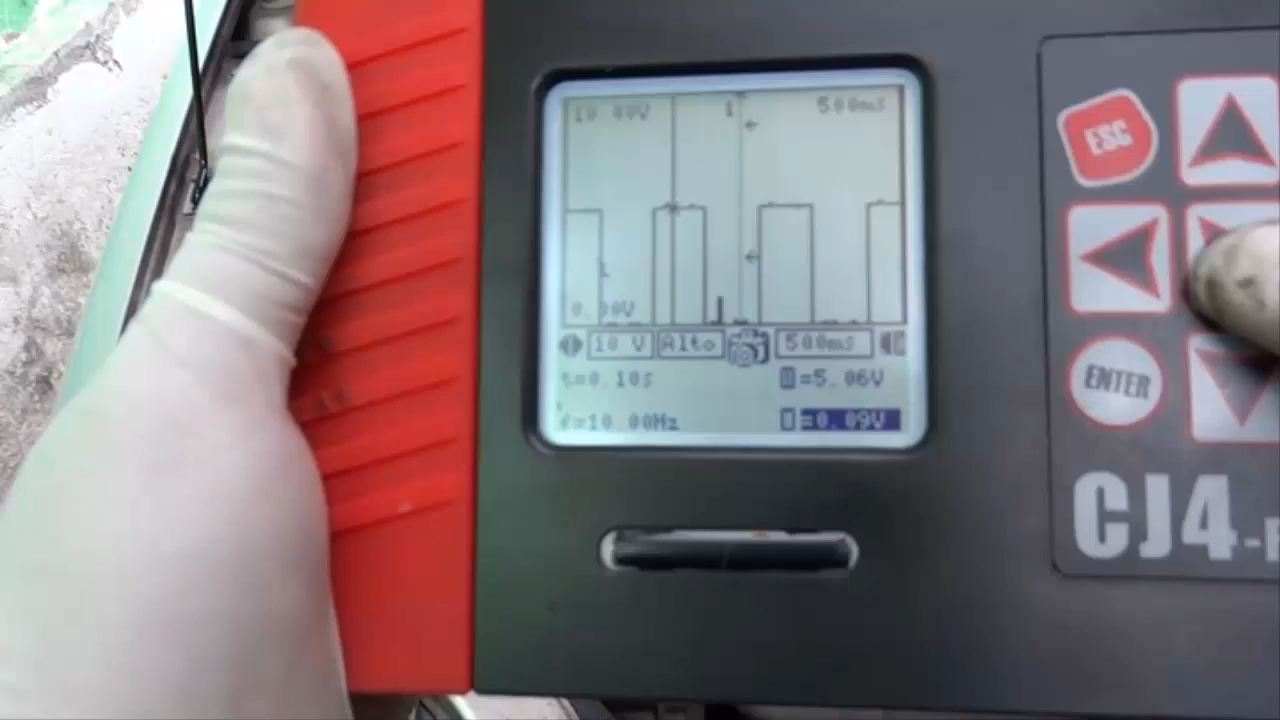 10.00V 1 500ms
0.00V
10 V Alto 500ms
t=0.10s =5.06V
f=10.00Hz =0.09V
ESC
ENTER
CJ4-